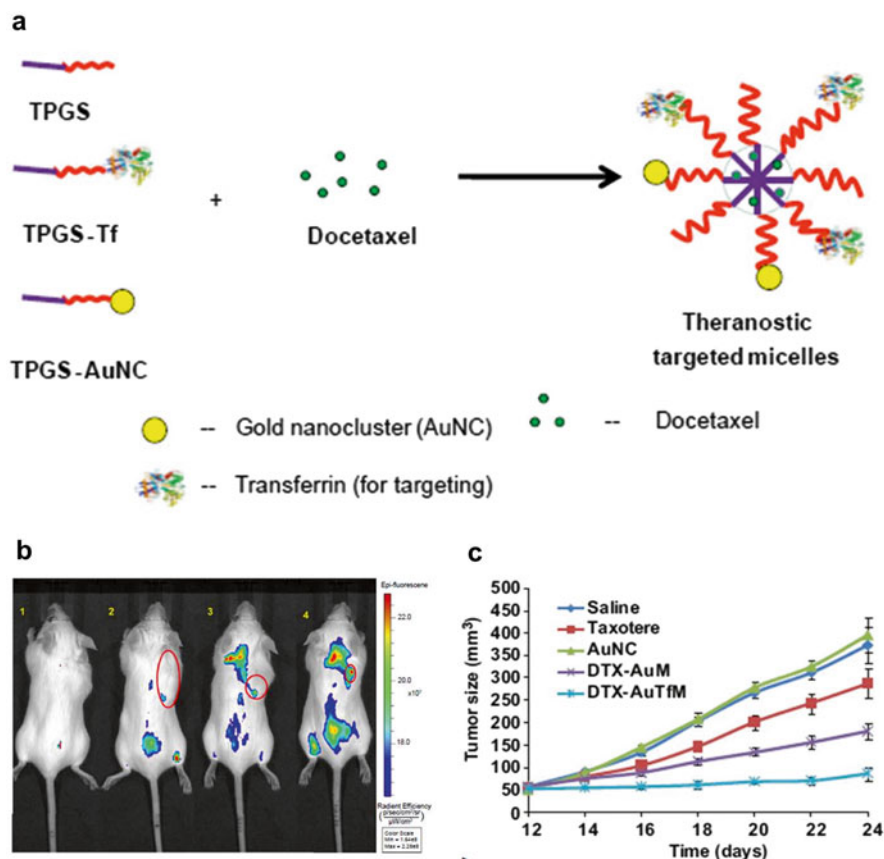 a
TPGS
TPGS-Tf
+
Docetaxel
TPGS-AuNC
Theranostic
targeted micelles
-- Gold nanocluster (AuNC)
-- Docetaxel
-- Transferrin (for targeting)
b
1
2
3
4
Epi-fluorescene
22.0
20.0
18.0
Radient Efficiency
Color Scale
c
Tumor size (mm³)
500
450
400
350
300
250
200
150
100
50
0
Saline
Taxotere
AuNC
DTX-AuM
DTX-AuTfM
12
14
16
18
20
22
24
Time (days)